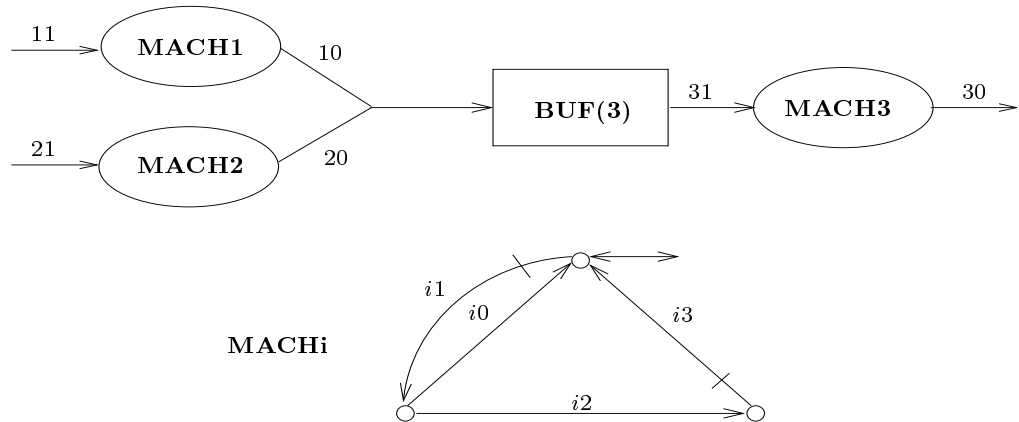 11
MACH1
10
BUF(3)
31
MACH3
30
21
MACH2
20
MACHi
i1
i0
i3
i2